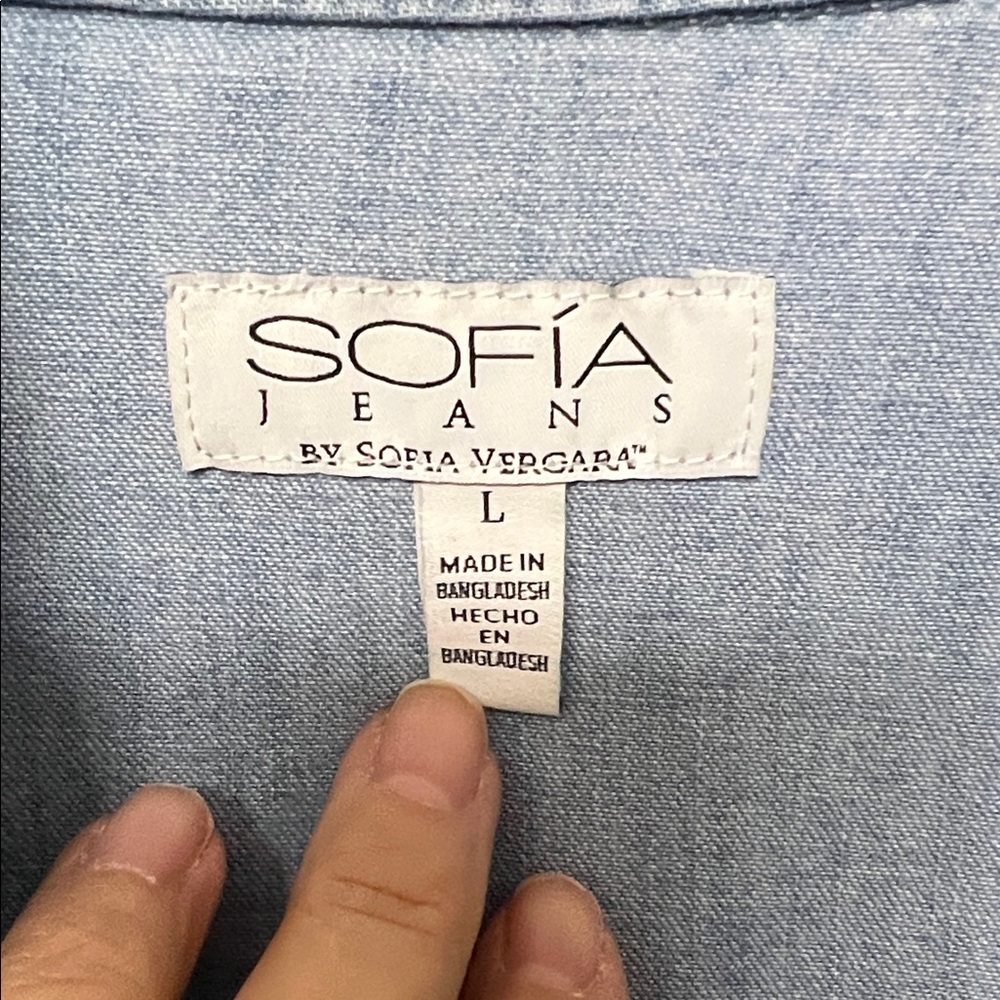 SOFÍA
JEANS
BY SOFIA VERGARA™
L
MADE IN
BANGLADESH
HECHO
EN
BANGLADESH